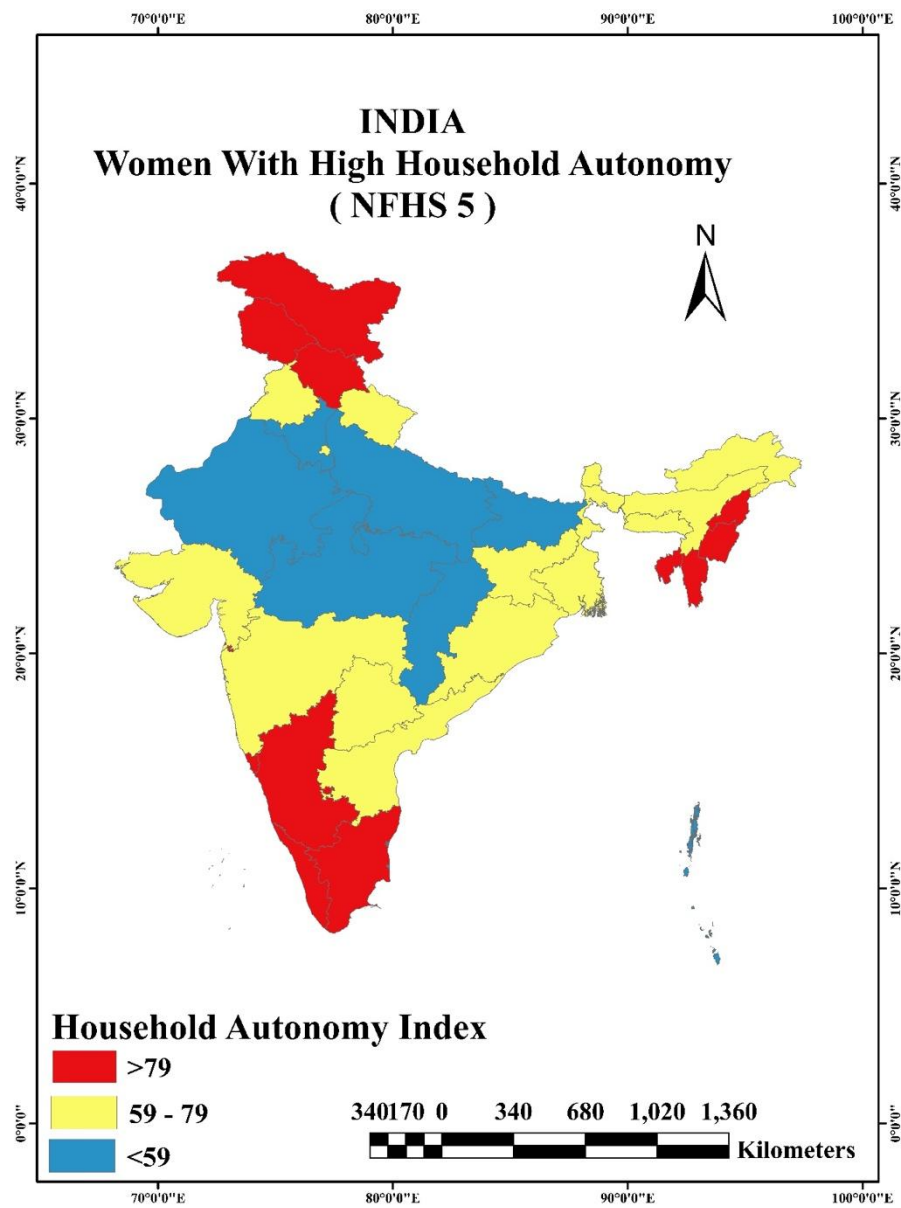 70°0'0"E 80°0'0"E 90°0'0"E 100°0'0"E
INDIA
Women With High Household Autonomy
( NFHS 5 )
N
40°0'0"N 40°0'0"N
30°0'0"N 30°0'0"N
20°0'0"N 20°0'0"N
10°0'0"N 10°0'0"N
0°0'0" 0°0'0"
Household Autonomy Index
>79
59 - 79
<59
340 170 0 340 680 1,020 1,360
Kilometers
70°0'0"E 80°0'0"E 90°0'0"E 100°0'0"E